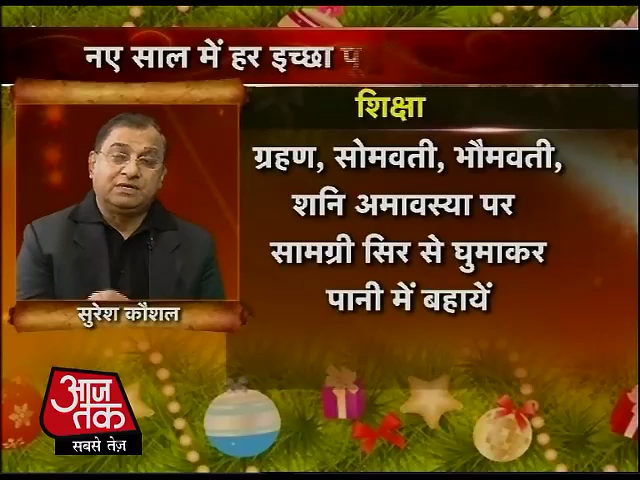 नए साल में हर इच्छा
शिक्षा
ग्रहण, सोमवती, भौमवती,
शनि अमावस्या पर
सामग्री सिर से घुमाकर
पानी में बहायें
सुरेश कौशल
आज
तक
सबसे तेज़